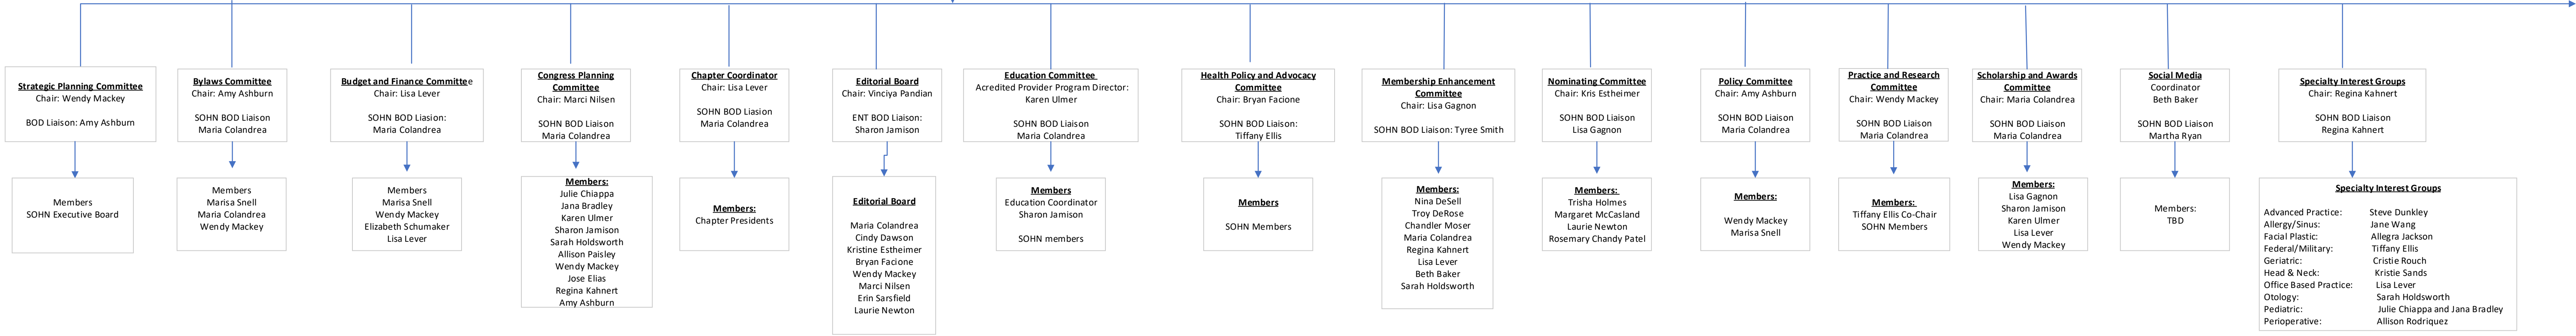 Strategic Planning Committee
Chair: Wendy Mackey
BOD Liaison: Amy Ashburn
Members
SOHN Executive Board
Bylaws Committee
Chair: Amy Ashburn
SOHN BOD Liaison
Maria Colandrea
Members
Marisa Snell
Maria Colandrea
Wendy Mackey
Budget and Finance Committee
Chair: Lisa Lever
SOHN BOD Liasion:
Maria Colandrea
Members
Marisa Snell
Wendy Mackey
Elizabeth Schumaker
Lisa Lever
Congress Planning
Committee
Chair: Marci Nilsen
SOHN BOD Liaison
Maria Colandrea
Members:
Julie Chiappa
Jana Bradley
Karen Ulmer
Sharon Jamison
Sarah Holdsworth
Allison Paisley
Wendy Mackey
Jose Elias
Regina Kahnert
Amy Ashburn
Chapter Coordinator
Chair: Lisa Lever
SOHN BOD Liasion
Maria Colandrea
Members:
Chapter Presidents
Editorial Board
Chair: Vinciya Pandian
ENT BOD Liaison:
Sharon Jamison
Editorial Board
Maria Colandrea
Cindy Dawson
Kristine Estheimer
Bryan Facione
Wendy Mackey
Marci Nilsen
Erin Sarsfield
Laurie Newton
Education Committee
Acredited Provider Program Director:
Karen Ulmer
SOHN BOD Liaison
Maria Colandrea
Members
Education Coordinator
Sharon Jamison
SOHN members
Health Policy and Advocacy
Committee
Chair: Bryan Facione
SOHN BOD Liaison:
Tiffany Ellis
Members
SOHN Members
Membership Enhancement
Committee
Chair: Lisa Gagnon
SOHN BOD Liaison: Tyree Smith
Members:
Nina DeSell
Troy DeRose
Chandler Moser
Maria Colandrea
Regina Kahnert
Lisa Lever
Beth Baker
Sarah Holdsworth
Nominating Committee
Chair: Kris Estheimer
SOHN BOD Liaison
Lisa Gagnon
Members:
Trisha Holmes
Margaret McCasland
Laurie Newton
Rosemary Chandy Patel
Policy Committee
Chair: Amy Ashburn
SOHN BOD Liaison
Maria Colandrea
Members:
Wendy Mackey
Marisa Snell
Practice and Research
Committee
Chair: Wendy Mackey
SOHN BOD Liaison
Maria Colandrea
Members:
Tiffany Ellis Co-Chair
SOHN Members
Scholarship and Awards
Committee
Chair: Maria Colandrea
SOHN BOD Liaison
Maria Colandrea
Members:
Lisa Gagnon
Sharon Jamison
Karen Ulmer
Lisa Lever
Wendy Mackey
Social Media
Coordinator
Beth Baker
SOHN BOD Liaison
Martha Ryan
Members:
TBD
Specialty Interest Groups
Chair: Regina Kahnert
SOHN BOD Liaison
Regina Kahnert
Specialty Interest Groups
Advanced Practice: Steve Dunkley
Allergy/Sinus: Jane Wang
Facial Plastic: Allegra Jackson
Federal/Military: Tiffany Ellis
Geriatric: Cristie Rouch
Head & Neck: Kristie Sands
Office Based Practice: Lisa Lever
Otology: Sarah Holdsworth
Pediatric: Julie Chiappa and Jana Bradley
Perioperative: Allison Rodriquez